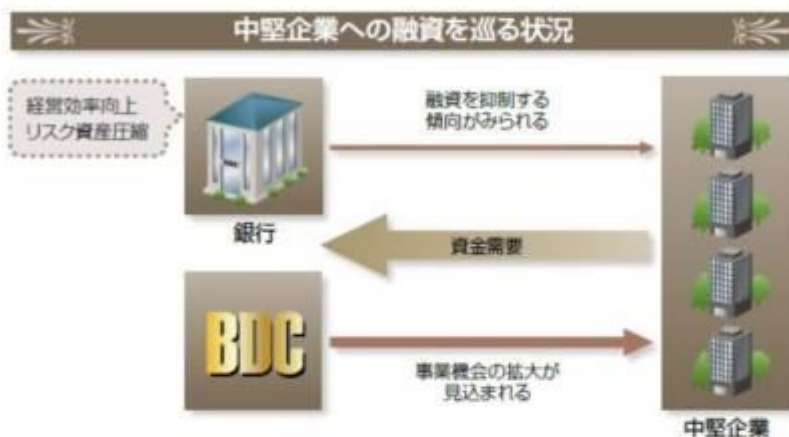 中堅企業への融資を巡る状況
経営効率向上
リスク資産圧縮
融資を抑制する
傾向がみられる
銀行
資金需要
BDC
事業機会の拡大が
見込まれる
中堅企業